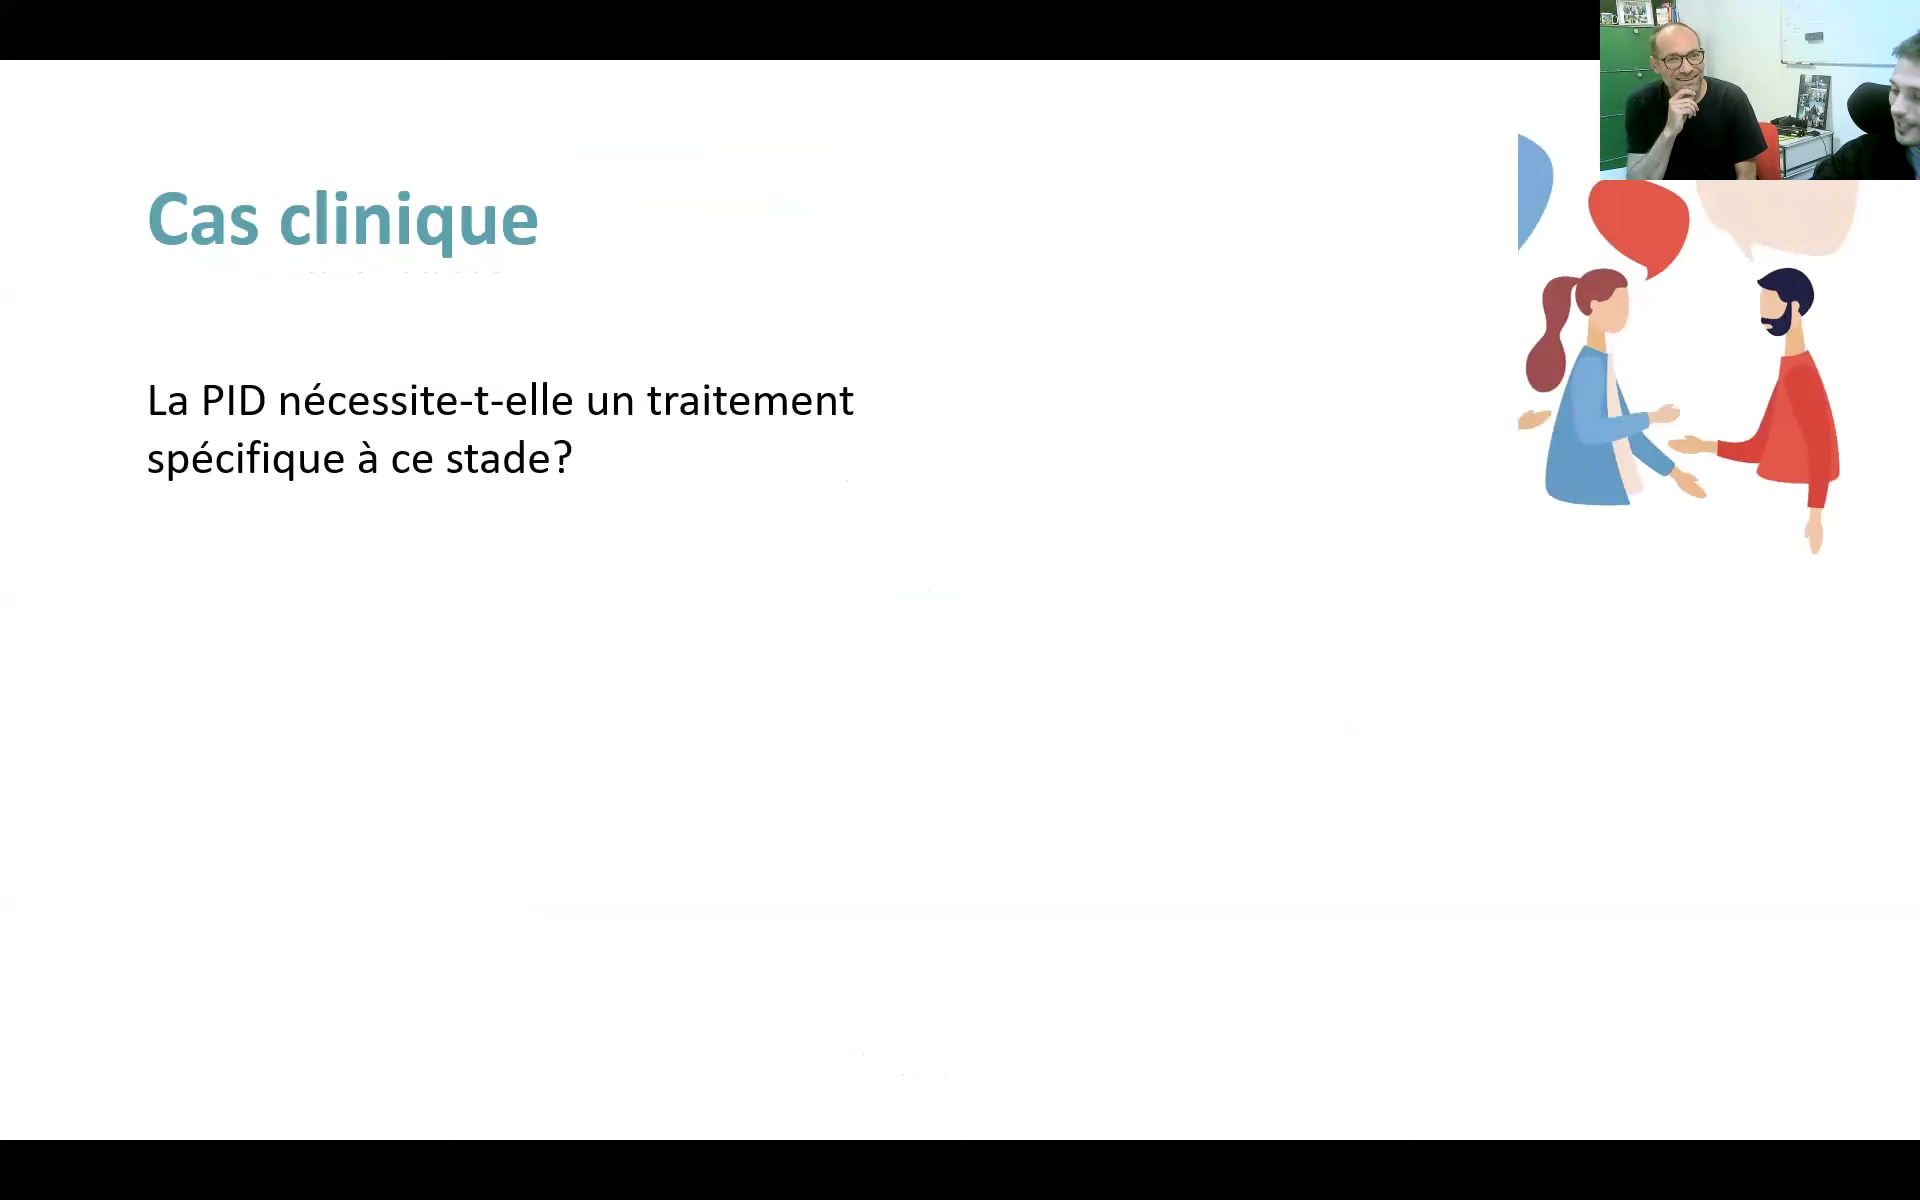 Cas clinique
La PID nécessite-t-elle un traitement
spécifique à ce stade?